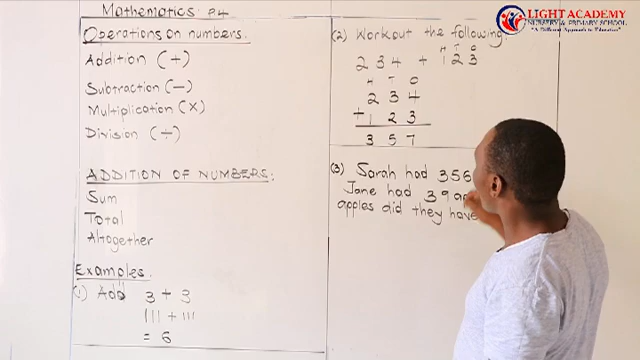 Mathematics P4
Operations on numbers.
Addition (+)
Subtraction (−)
Multiplication (×)
Division (÷)
ADDITION OF NUMBERS:
Sum
Total
Altogether
Examples.
(1) Add 3 + 3
||| + |||
= 6
(2) Workout the following:
H T O
234 + 123
H T O
2 3 4
+ 1 2 3
3 5 7
(3) Sarah had 356
Jane had 39
apples did they have
LIGHT ACADEMY
NURSERY & PRIMARY SCHOOL
"A Different Approach to Education"